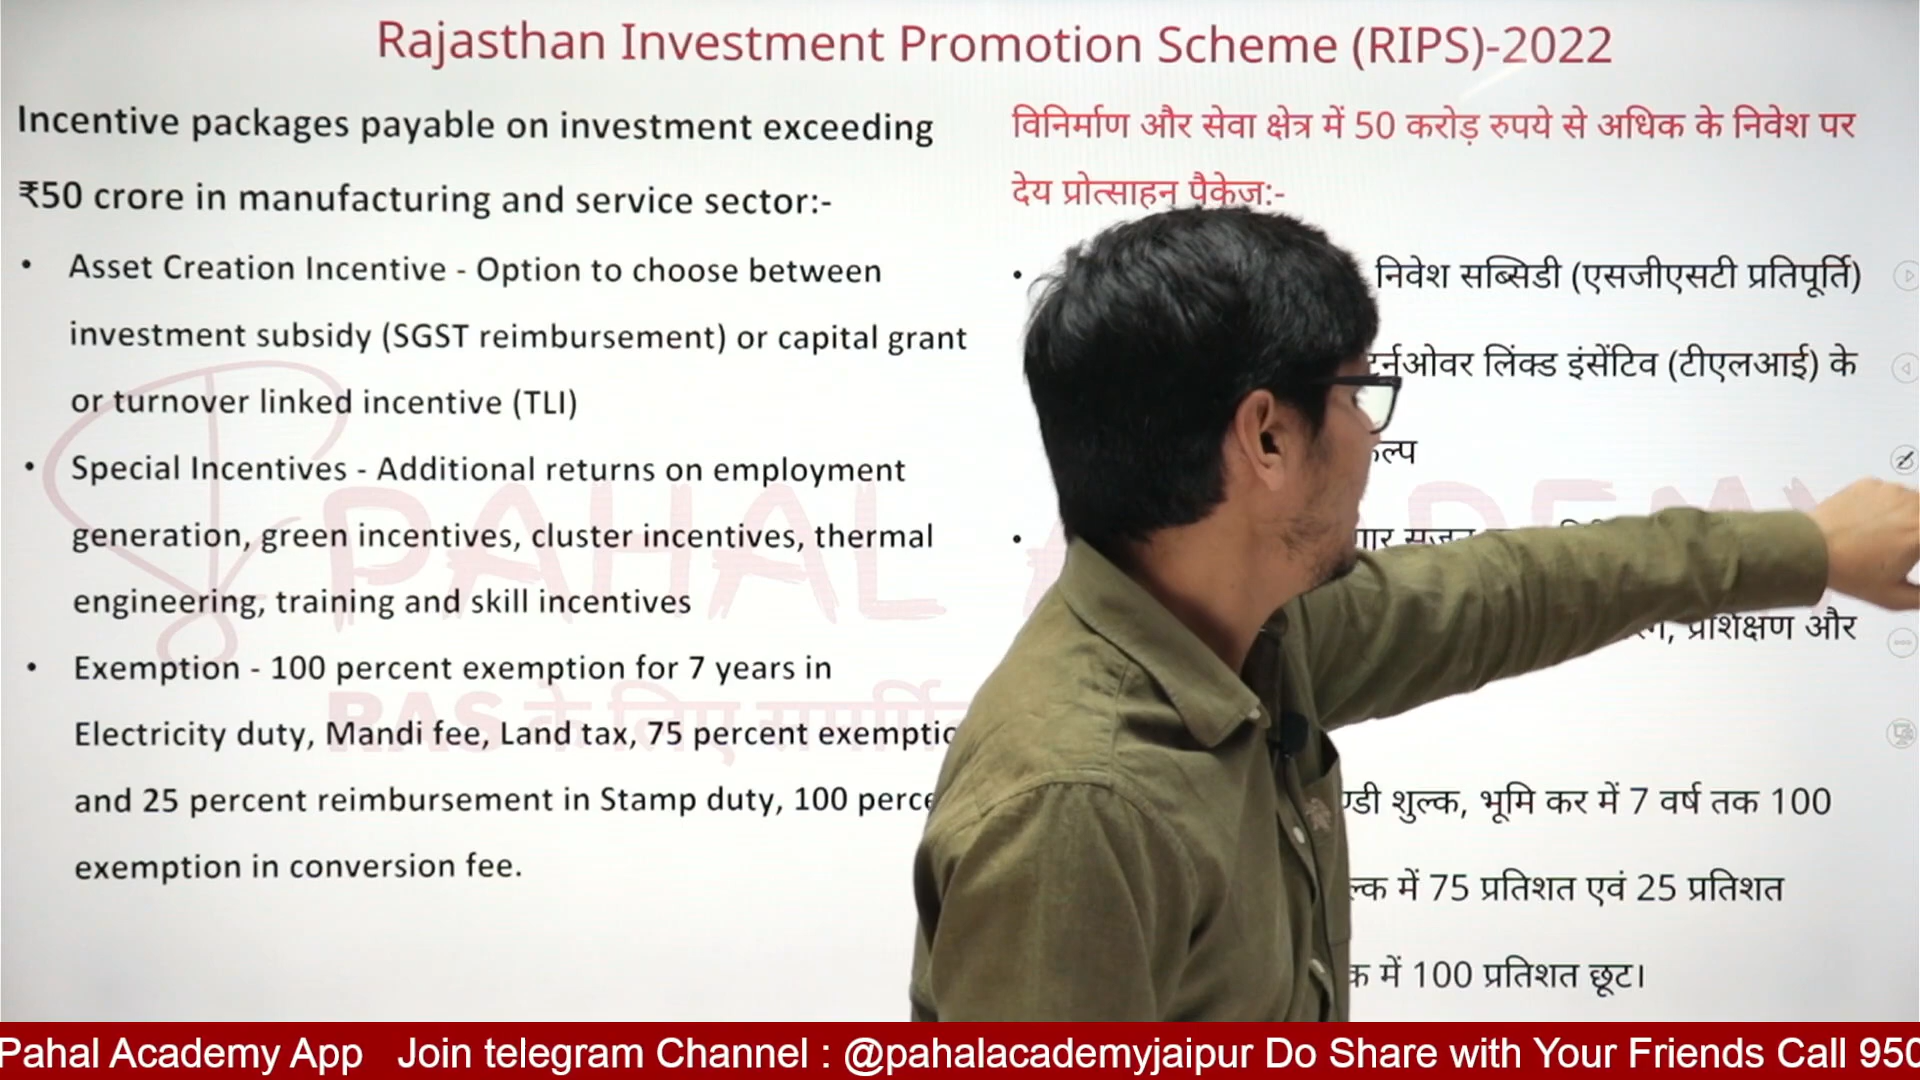 Rajasthan Investment Promotion Scheme (RIPS)-2022
Incentive packages payable on investment exceeding
₹50 crore in manufacturing and service sector:-
• Asset Creation Incentive - Option to choose between
investment subsidy (SGST reimbursement) or capital grant
or turnover linked incentive (TLI)
• Special Incentives - Additional returns on employment
generation, green incentives, cluster incentives, thermal
engineering, training and skill incentives
• Exemption - 100 percent exemption for 7 years in
Electricity duty, Mandi fee, Land tax, 75 percent
and 25 percent reimbursement in Stamp duty, 100
exemption in conversion fee.
विनिर्माण और सेवा क्षेत्र में 50 करोड़ रुपये से अधिक के निवेश पर
देय प्रोत्साहन पैकेज:-
• निवेश सब्सिडी (एसजीएसटी प्रतिपूर्ति)
लिंक्ड इंसेंटिव (टीएलआई) के
•
प्रशिक्षण और
शुल्क, भूमि कर में 7 वर्ष तक 100
में 75 प्रतिशत एवं 25 प्रतिशत
में 100 प्रतिशत छूट।
PAHAL
RAS के लिए
Pahal Academy App Join telegram Channel : @pahalacademyjaipur Do Share with Your Friends Call 950